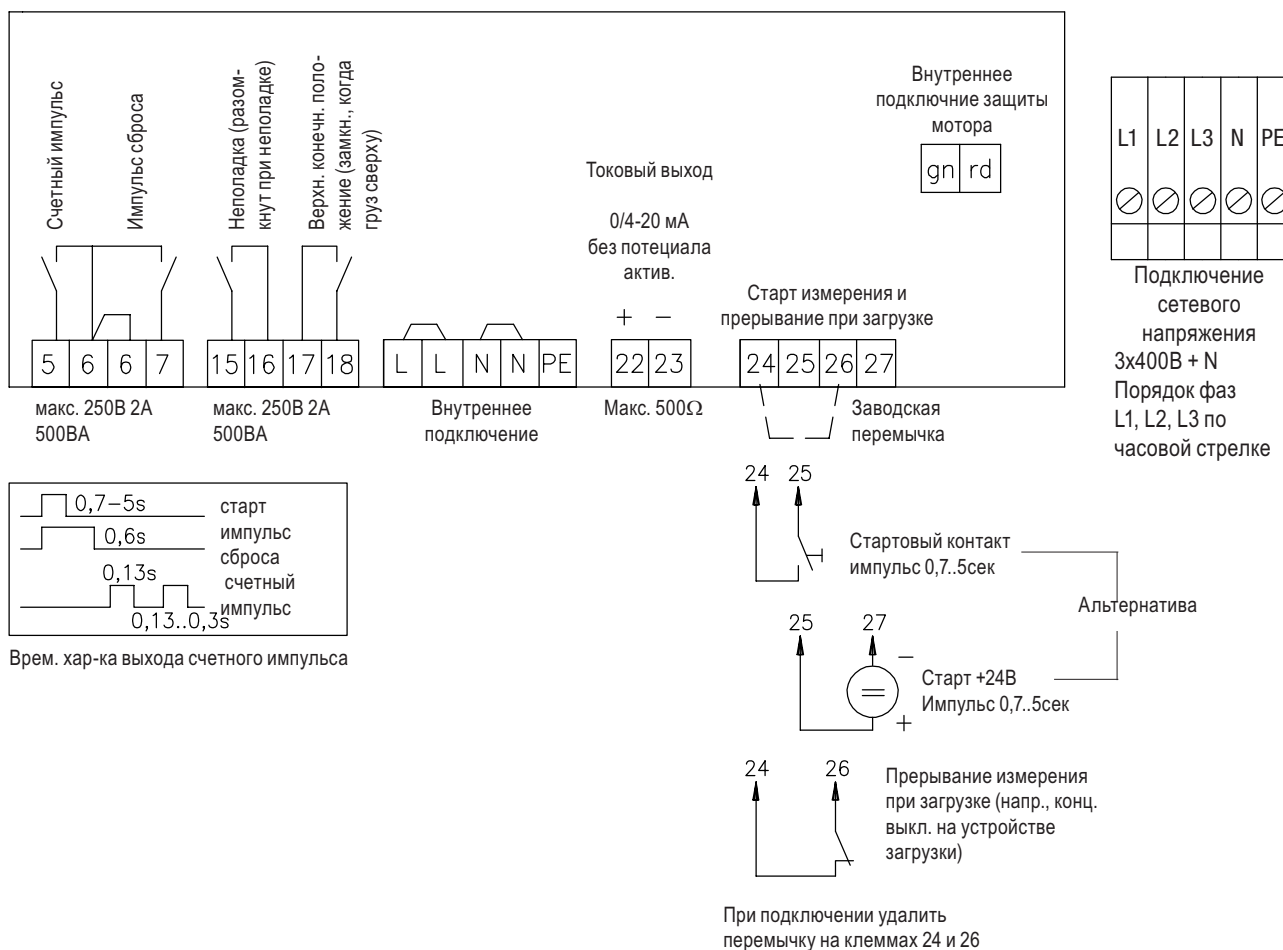 Счетный импульс
Импульс сброса
Неполадка (разом-
кнут при неполадке)
Верхн. конечн. поло-
жение (замкн., когда
груз сверху)
Токовый выход
0/4-20 мА
без потециала
актив.
+ −
Внутреннее
подключние защиты
мотора
gn rd
Старт измерения и
прерывание при загрузке
5 6 6 7
15 16 17 18
L L N N PE
22 23
24 25 26 27
макс. 250В 2А
500ВА
макс. 250В 2А
500ВА
Внутреннее
подключение
Макс. 500Ω
Заводская
перемычка
L1 L2 L3 N PE
Подключение
сетевого
напряжения
3x400В + N
Порядок фаз
L1, L2, L3 по
часовой стрелке
0,7–5s
старт
импульс
0,6s
сброса
0,13s
счетный
импульс
0,13..0,3s
Врем. хар-ка выхода счетного импульса
24 25
Стартовый контакт
импульс 0,7..5сек
Альтернатива
25 27
−
+
Старт +24В
Импульс 0,7..5сек
24 26
Прерывание измерения
при загрузке (напр., конц.
выкл. на устройстве
загрузки)
При подключении удалить
перемычку на клеммах 24 и 26